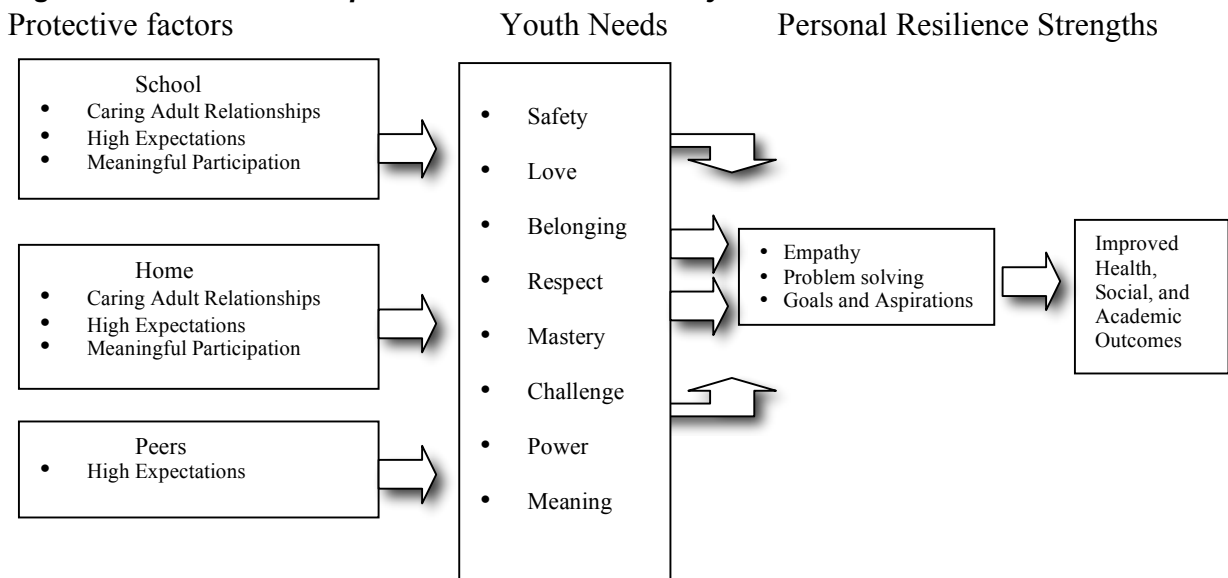 Protective factors
Youth Needs
Personal Resilience Strengths
School
• Caring Adult Relationships
• High Expectations
• Meaningful Participation
Home
• Caring Adult Relationships
• High Expectations
• Meaningful Participation
Peers
• High Expectations
• Safety
• Love
• Belonging
• Respect
• Mastery
• Challenge
• Power
• Meaning
• Empathy
• Problem solving
• Goals and Aspirations
Improved
Health,
Social, and
Academic
Outcomes